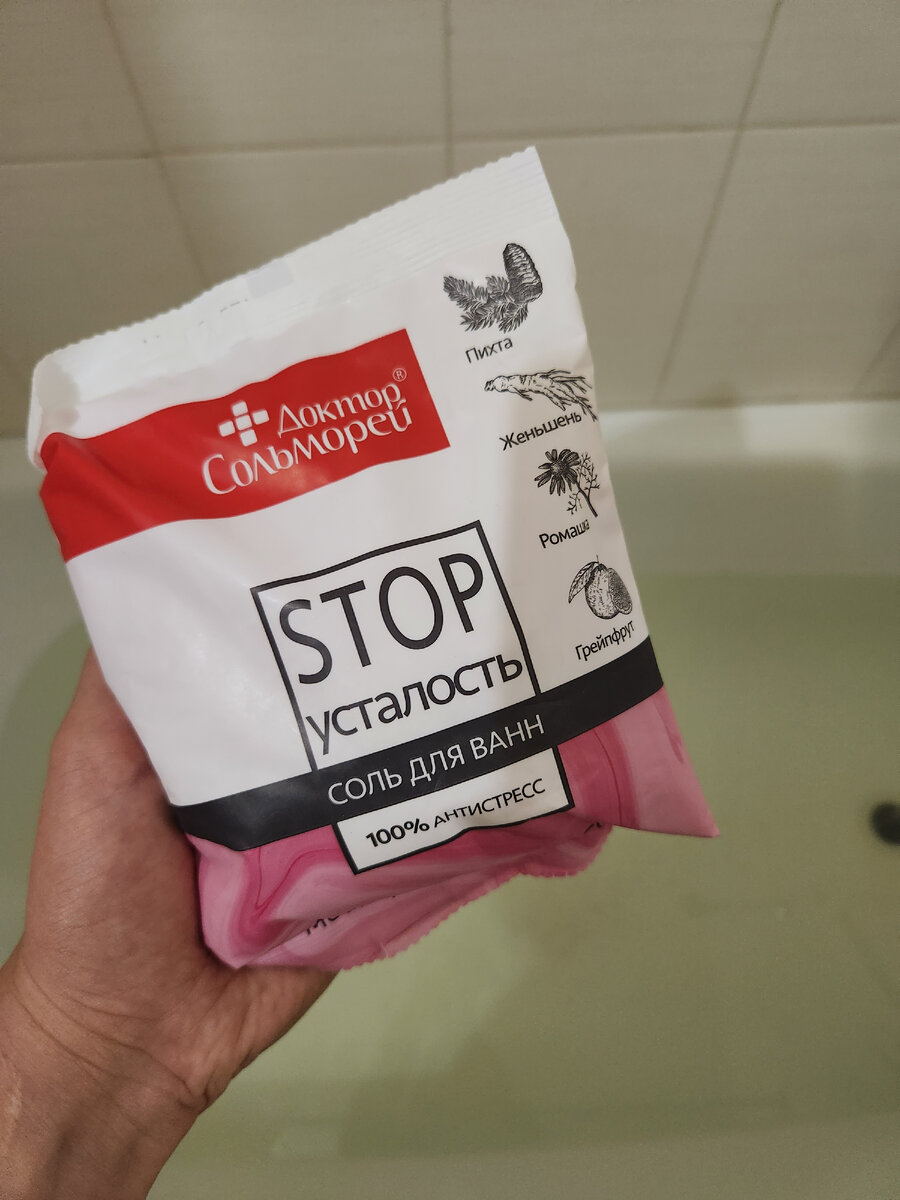 Доктор®
Сольморей
STOP
усталость
СОЛЬ ДЛЯ ВАНН
100% АНТИСТРЕСС
Пихта
Женьшень
Ромашка
Грейпфрут